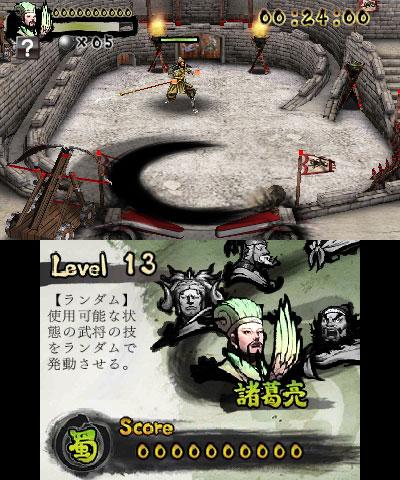 0000000000
?
×05
00:24:00
Level 13
【ランダム】
使用可能な状
態の武将の技
をランダムで
発動させる。
諸葛亮
蜀
Score
0000000000